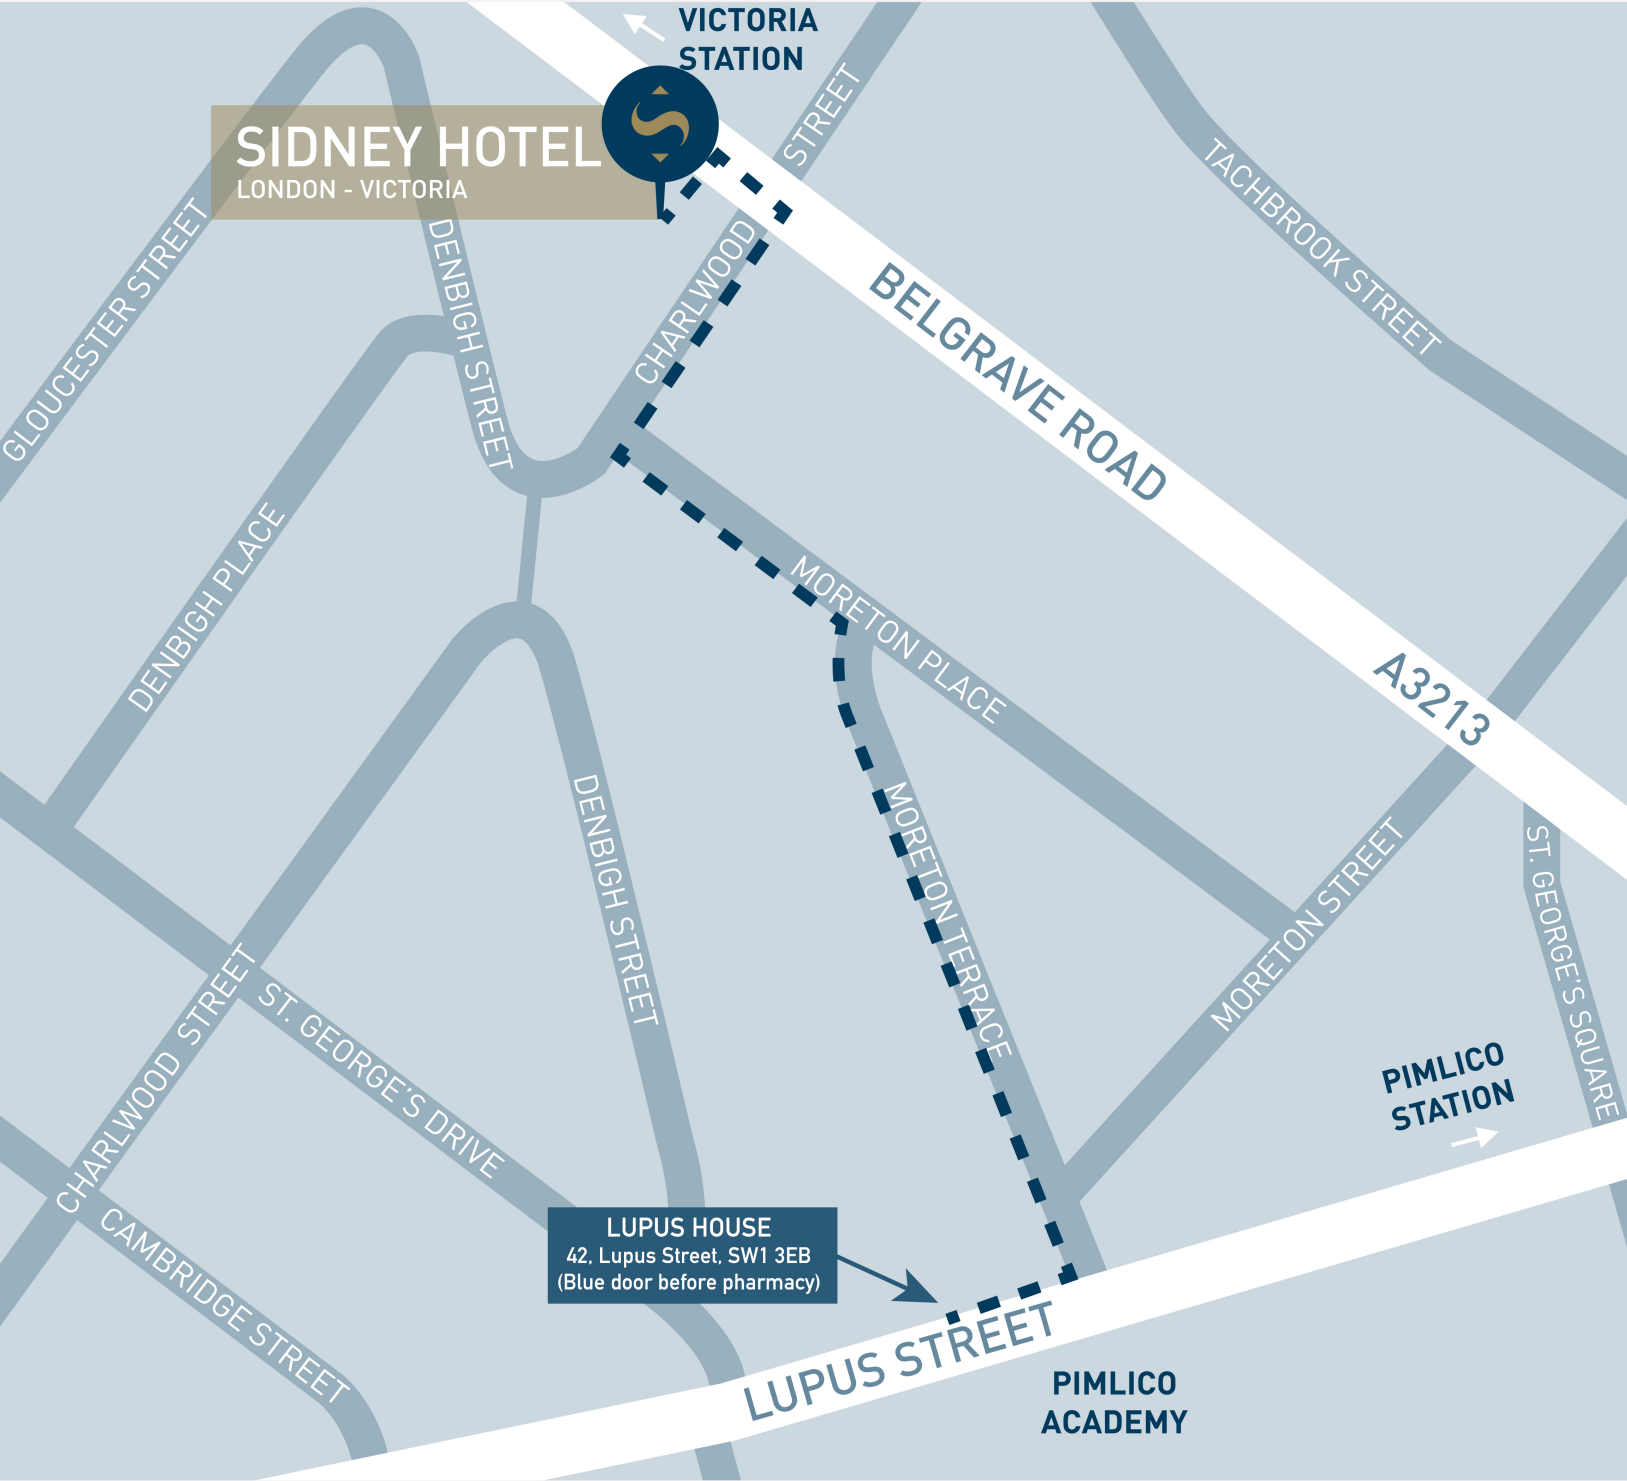 VICTORIA
STATION
SIDNEY HOTEL
LONDON - VICTORIA
CHARLWOOD STREET
TACHBROOK STREET
GLOUCESTER STREET
DENBIGH STREET
BELGRAVE ROAD
A3213
DENBIGH PLACE
MORETON PLACE
DENBIGH STREET
MORETON TERRACE
MORETON STREET
ST. GEORGE'S SQUARE
CHARLWOOD STREET
ST. GEORGE'S DRIVE
PIMLICO
STATION
CAMBRIDGE STREET
LUPUS HOUSE
42, Lupus Street, SW1 3EB
(Blue door before pharmacy)
LUPUS STREET
PIMLICO
ACADEMY